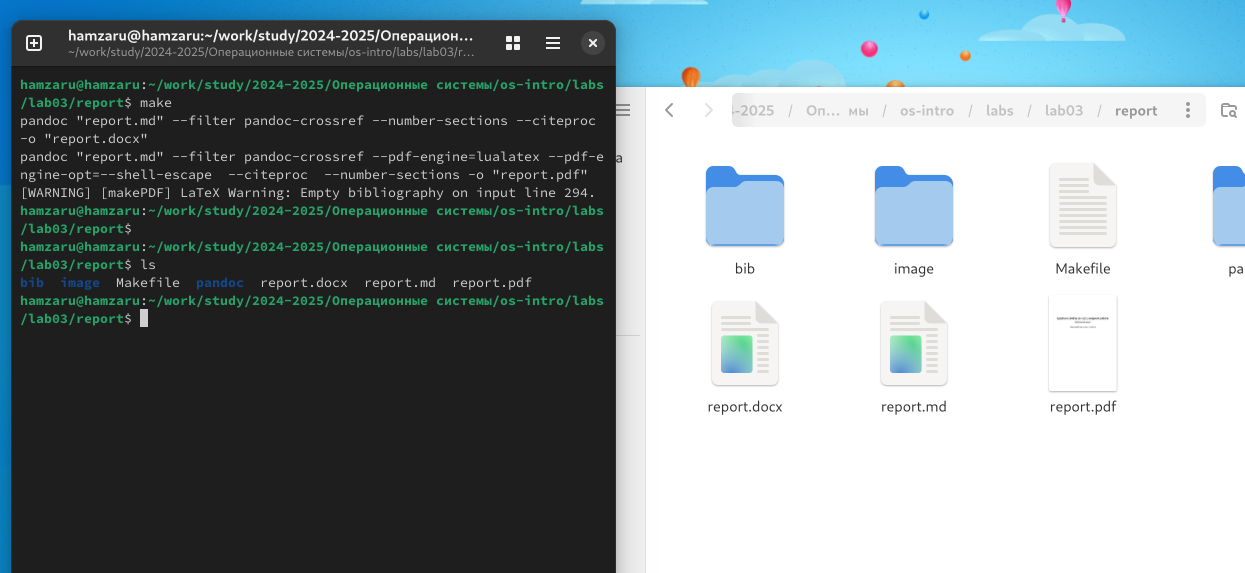 hamzaru@hamzaru:~/work/study/2024-2025/Операцион…
~/work/study/2024-2025/Операционные системы/os-intro/labs/lab03/r…
hamzaru@hamzaru:~/work/study/2024-2025/Операционные системы/os-intro/labs
/lab03/report$ make
pandoc "report.md" --filter pandoc-crossref --number-sections --citeproc
-o "report.docx"
pandoc "report.md" --filter pandoc-crossref --pdf-engine=lualatex --pdf-e
ngine-opt=--shell-escape  --citeproc  --number-sections -o "report.pdf"
[WARNING] [makePDF] LaTeX Warning: Empty bibliography on input line 294.
hamzaru@hamzaru:~/work/study/2024-2025/Операционные системы/os-intro/labs
/lab03/report$
hamzaru@hamzaru:~/work/study/2024-2025/Операционные системы/os-intro/labs
/lab03/report$ ls
bib  image  Makefile  pandoc  report.docx  report.md  report.pdf
hamzaru@hamzaru:~/work/study/2024-2025/Операционные системы/os-intro/labs
/lab03/report$
4-2025 / Оп… мы / os-intro / labs / lab03 / report
а
bib
image
Makefile
pa
report.docx
report.md
report.pdf